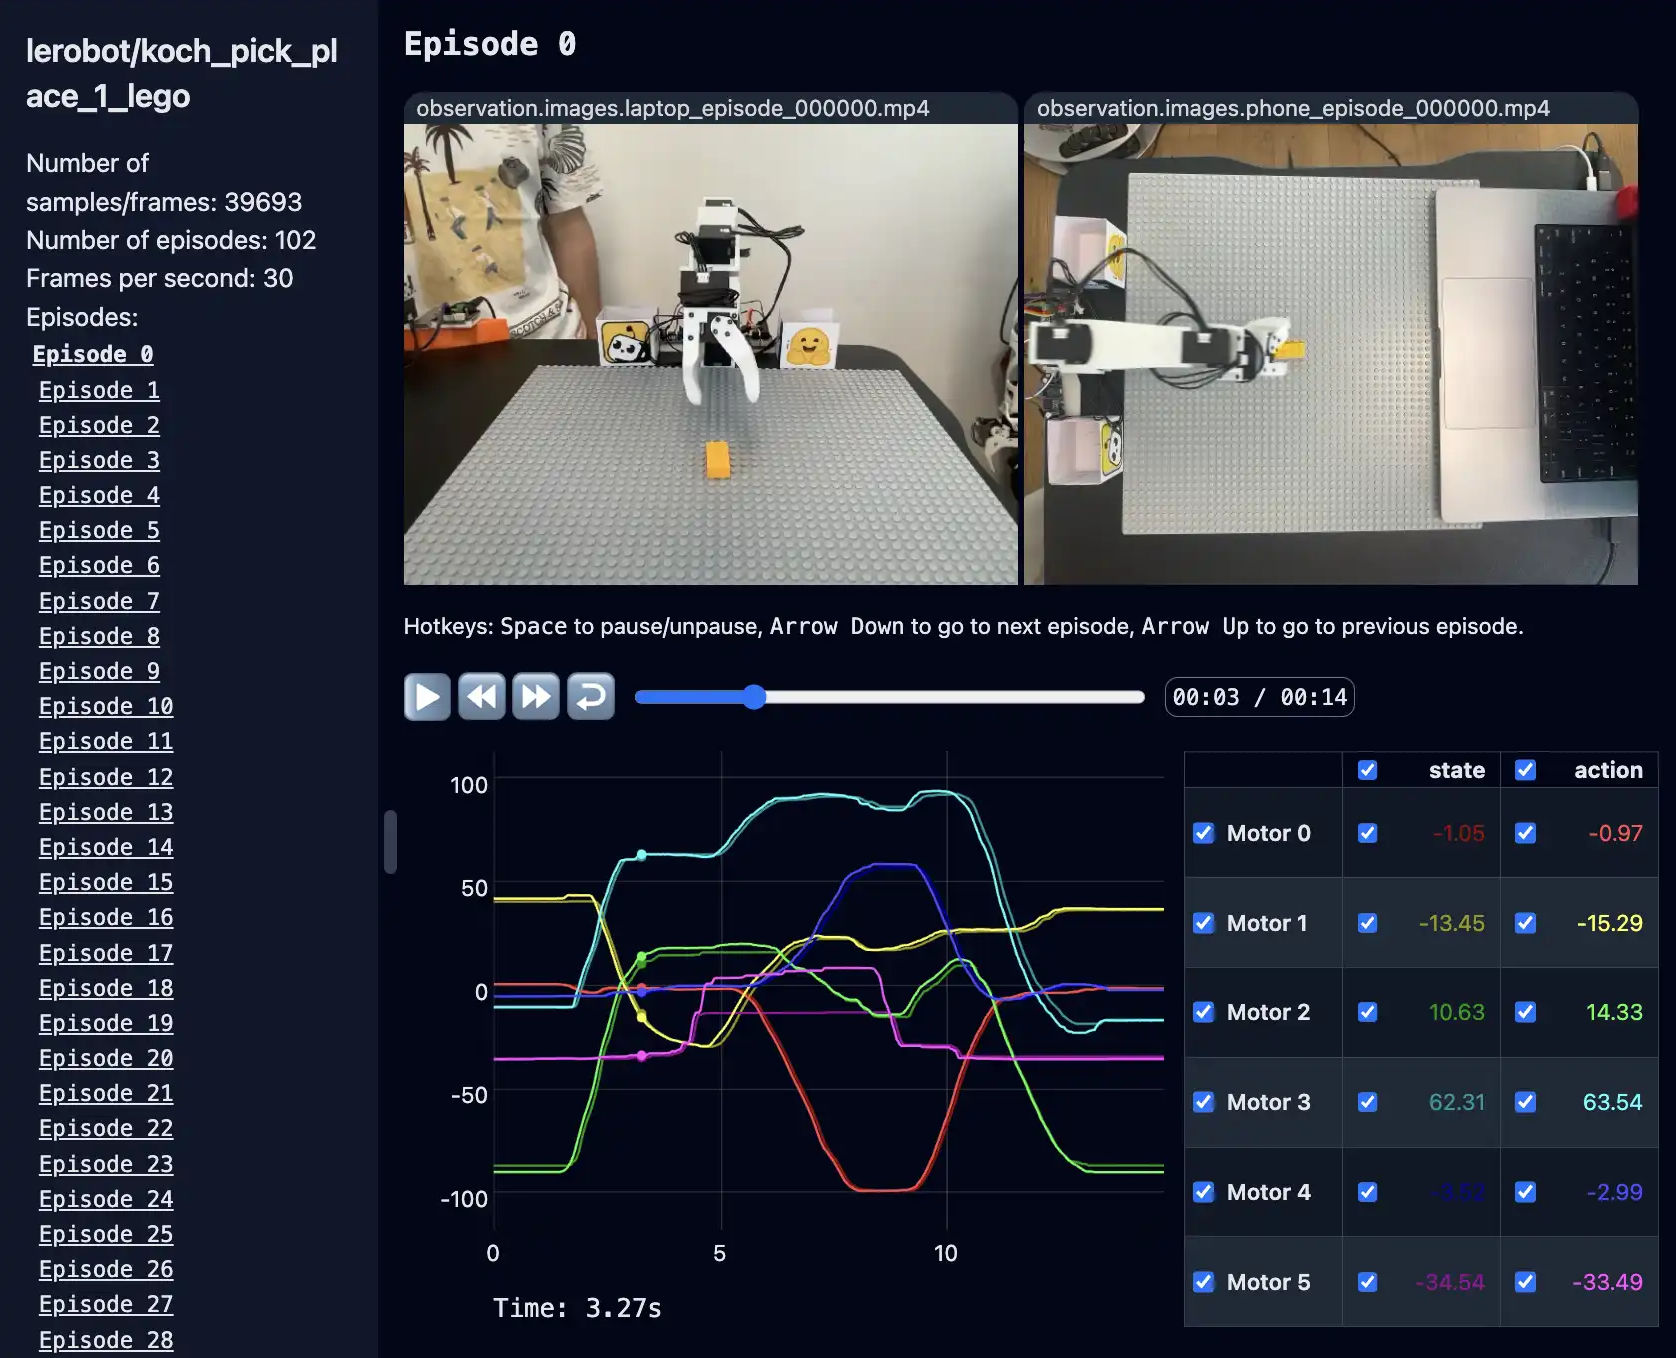 lerobot/koch_pick_pl
ace_1_lego
Number of
samples/frames: 39693
Number of episodes: 102
Frames per second: 30
Episodes:
Episode 0
Episode 1
Episode 2
Episode 3
Episode 4
Episode 5
Episode 6
Episode 7
Episode 8
Episode 9
Episode 10
Episode 11
Episode 12
Episode 13
Episode 14
Episode 15
Episode 16
Episode 17
Episode 18
Episode 19
Episode 20
Episode 21
Episode 22
Episode 23
Episode 24
Episode 25
Episode 26
Episode 27
Episode 28
Episode 0
observation.images.laptop_episode_000000.mp4
observation.images.phone_episode_000000.mp4
Hotkeys: Space to pause/unpause, Arrow Down to go to next episode, Arrow Up to go to previous episode.
00:03 / 00:14
100
50
0
-50
-100
0 5 10
Time: 3.27s
state action
Motor 0 -1.05 -0.97
Motor 1 -13.45 -15.29
Motor 2 10.63 14.33
Motor 3 62.31 63.54
Motor 4 -3.52 -2.99
Motor 5 -34.54 -33.49